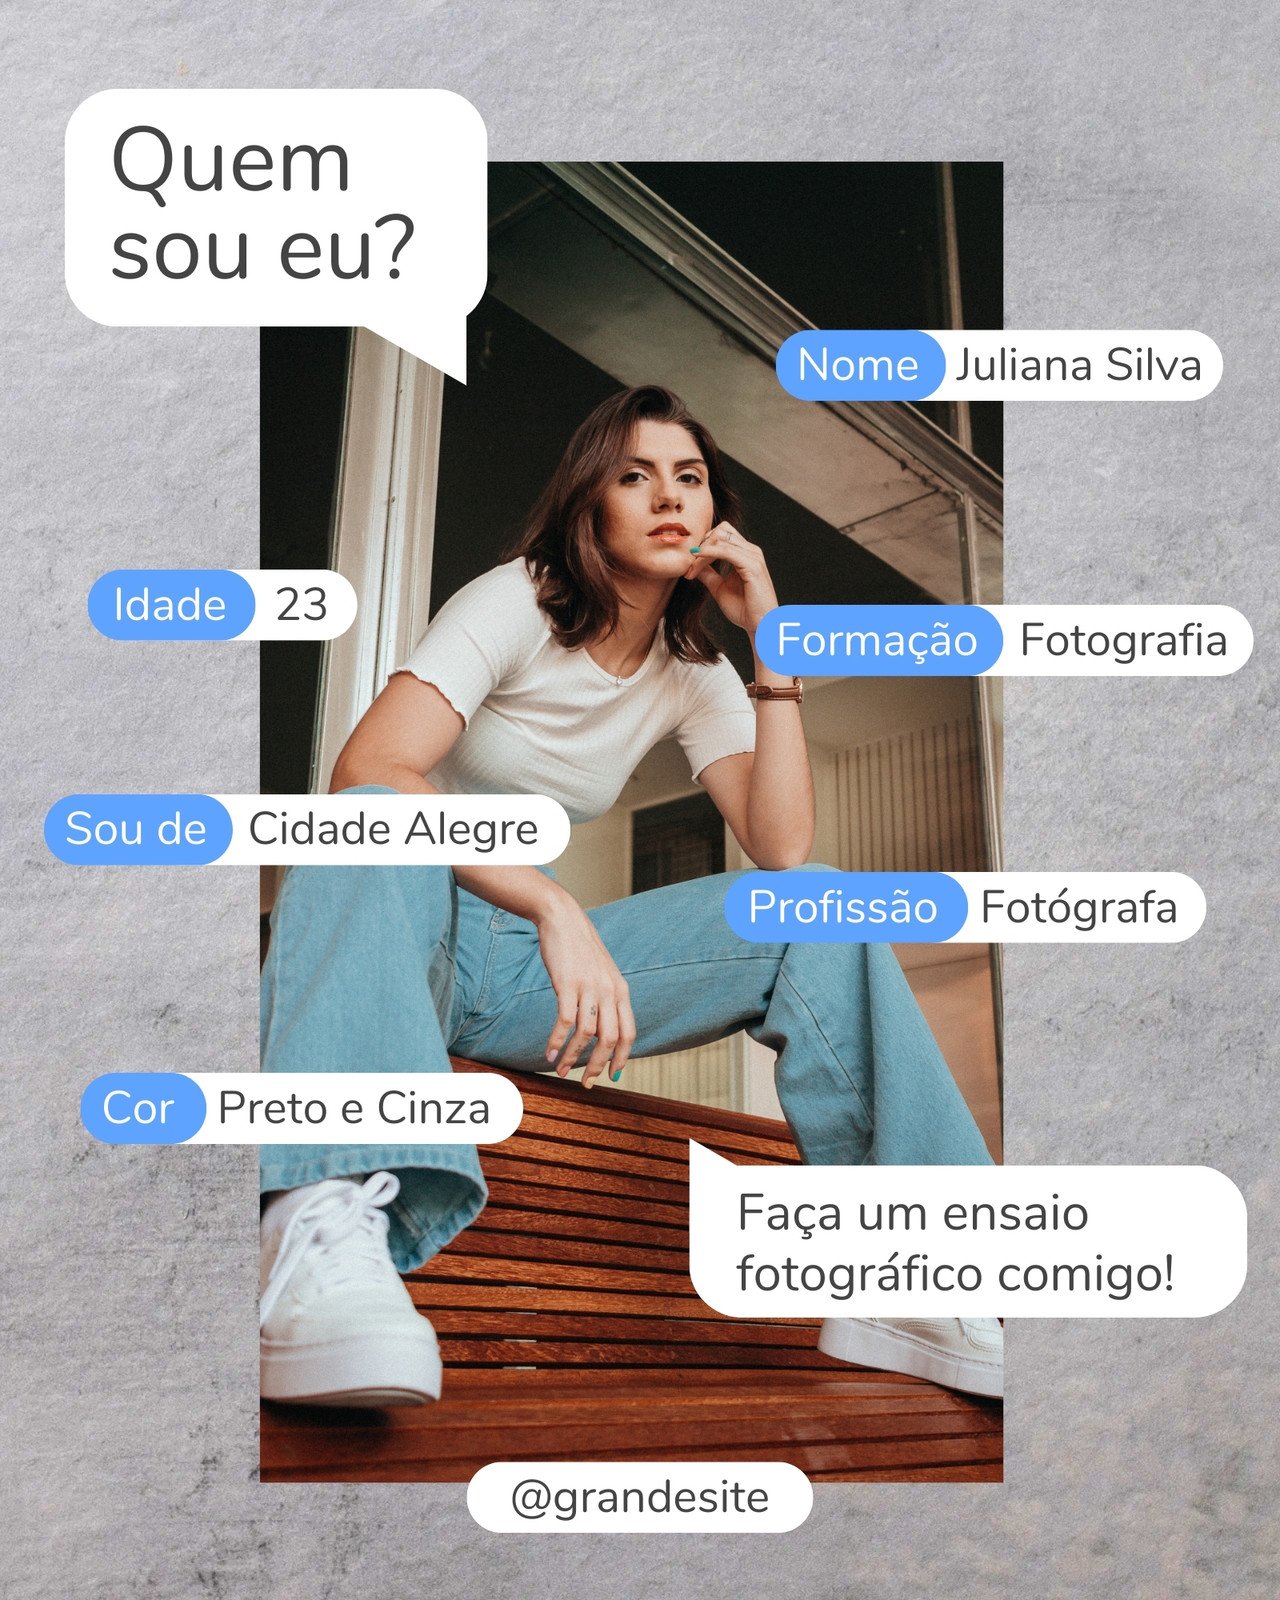 Quem
sou eu?
Nome Juliana Silva
Idade 23
Formação Fotografia
Sou de Cidade Alegre
Profissão Fotógrafa
Cor Preto e Cinza
Faça um ensaio
fotográfico comigo!
@grandesite